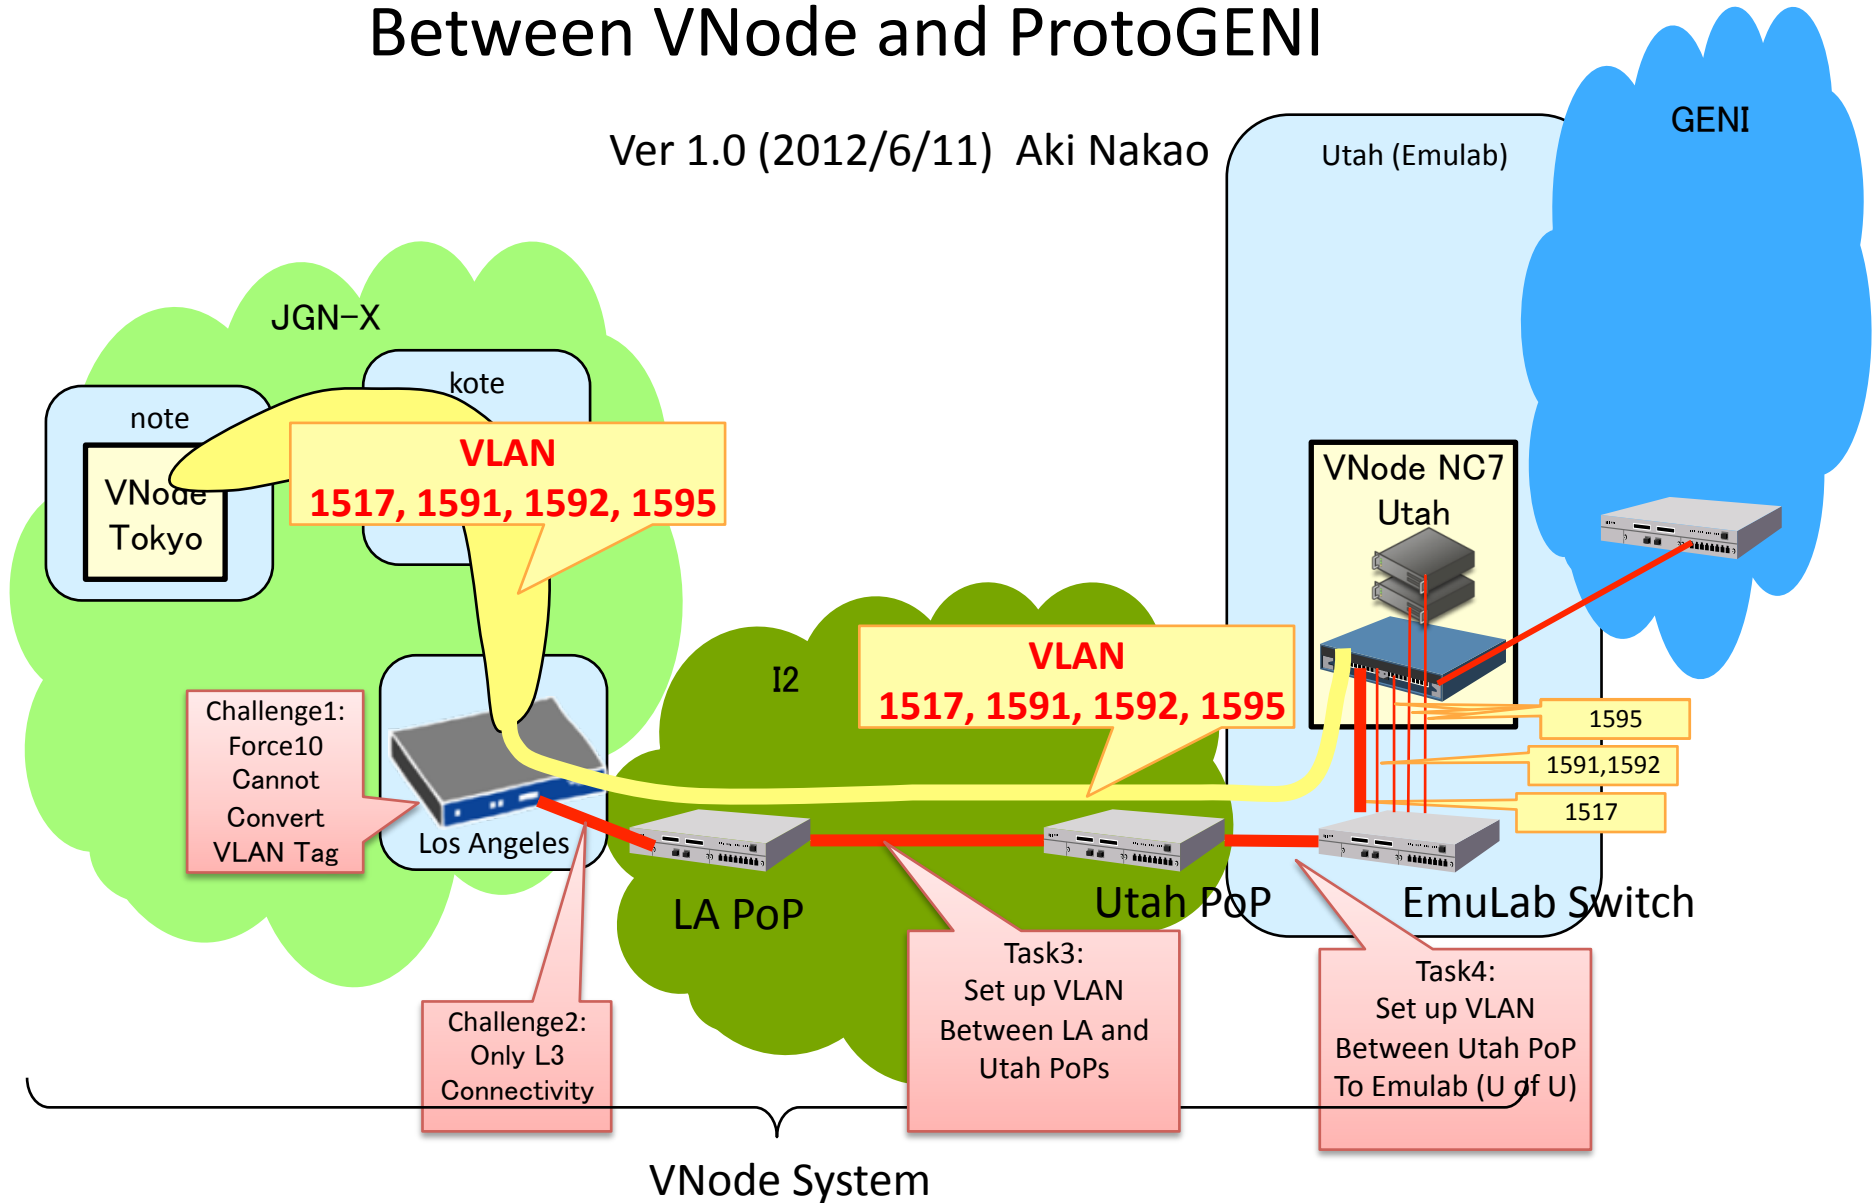 Between VNode and ProtoGENI
Ver 1.0 (2012/6/11) Aki Nakao
GENI
Utah (Emulab)
JGN-X
kote
note
VNode
Tokyo
VLAN
1517, 1591, 1592, 1595
VNode NC7
Utah
I2
VLAN
1517, 1591, 1592, 1595
1595
1591,1592
1517
Challenge1:
Force10
Cannot
Convert
VLAN Tag
Los Angeles
LA PoP
Utah PoP
EmuLab Switch
Challenge2:
Only L3
Connectivity
Task3:
Set up VLAN
Between LA and
Utah PoPs
Task4:
Set up VLAN
Between Utah PoP
To Emulab (U of U)
VNode System